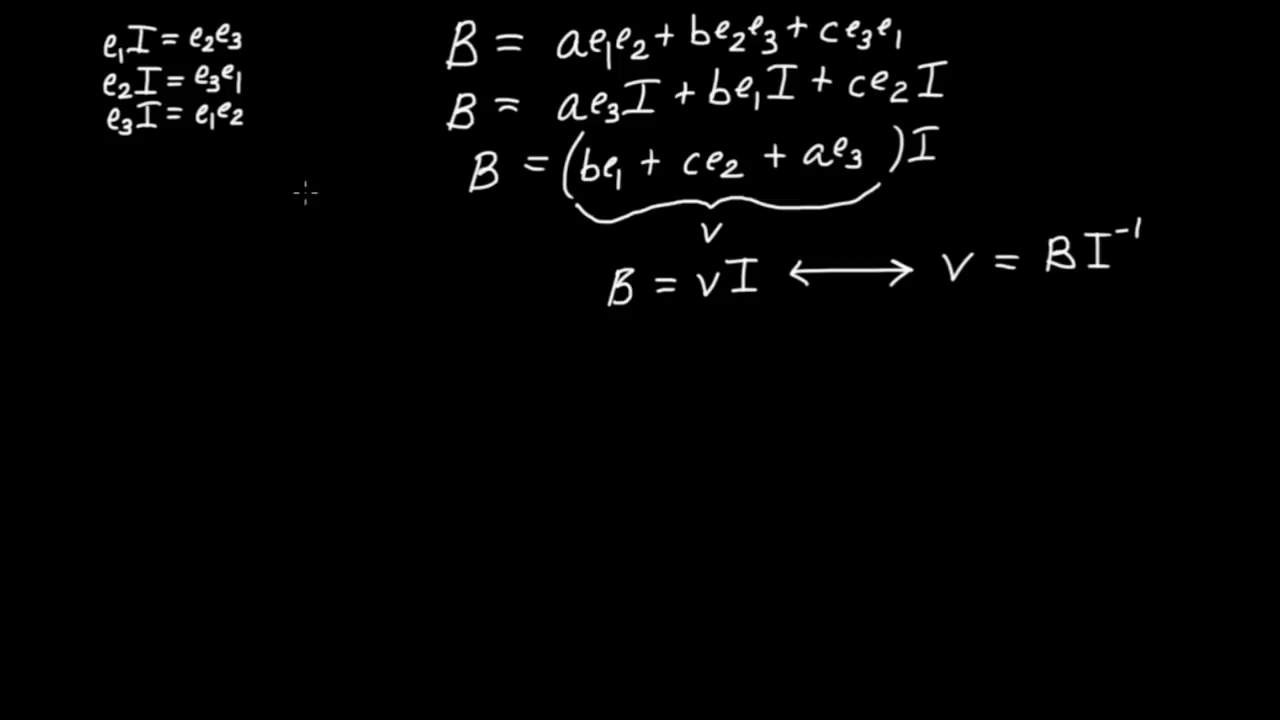 e₁I = e₂e₃
e₂I = e₃e₁
e₃I = e₁e₂
B = ae₁e₂ + be₂e₃ + ce₃e₁
B = ae₃I + be₁I + ce₂I
B = (be₁ + ce₂ + ae₃)I
v
B = vI ⟷ v = BI⁻¹